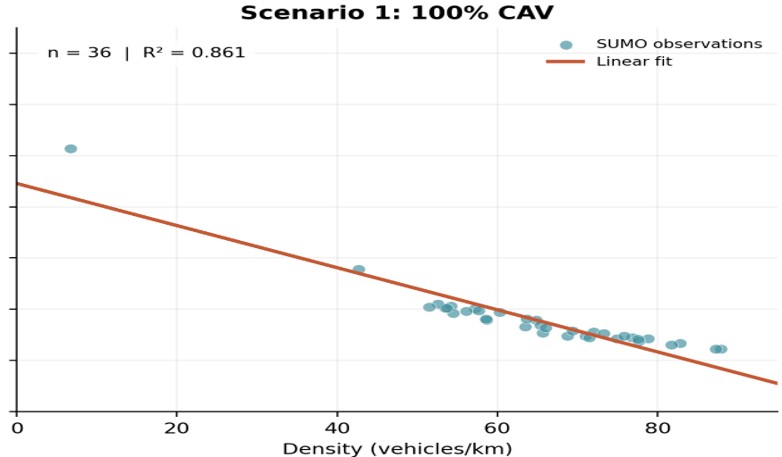 Scenario 1: 100% CAV
n = 36 | R² = 0.861
SUMO observations
Linear fit
0 20 40 60 80
Density (vehicles/km)